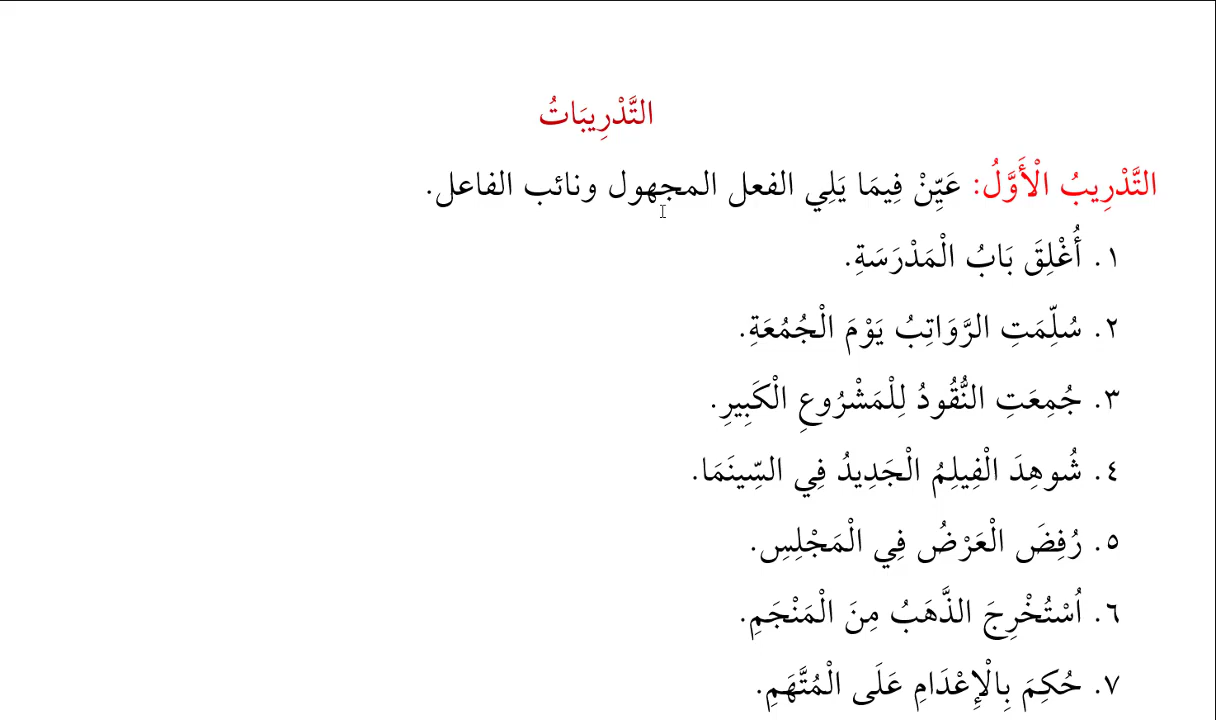 التَّدْرِيبَاتُ
التَّدْرِيبُ الْأَوَّلُ: عَيِّنْ فِيمَا يَلِي الفعل المجهول ونائب الفاعل.
١. أُغْلِقَ بَابُ الْمَدْرَسَةِ.
٢. سُلِّمَتِ الرَّوَاتِبُ يَوْمَ الْجُمُعَةِ.
٣. جُمِعَتِ النُّقُودُ لِلْمَشْرُوعِ الْكَبِيرِ.
٤. شُوهِدَ الْفِيلِمُ الْجَدِيدُ فِي السِّينَمَا.
٥. رُفِضَ الْعَرْضُ فِي الْمَجْلِسِ.
٦. اُسْتُخْرِجَ الذَّهَبُ مِنَ الْمَنْجَمِ.
٧. حُكِمَ بِالْإِعْدَامِ عَلَى الْمُتَّهَمِ.